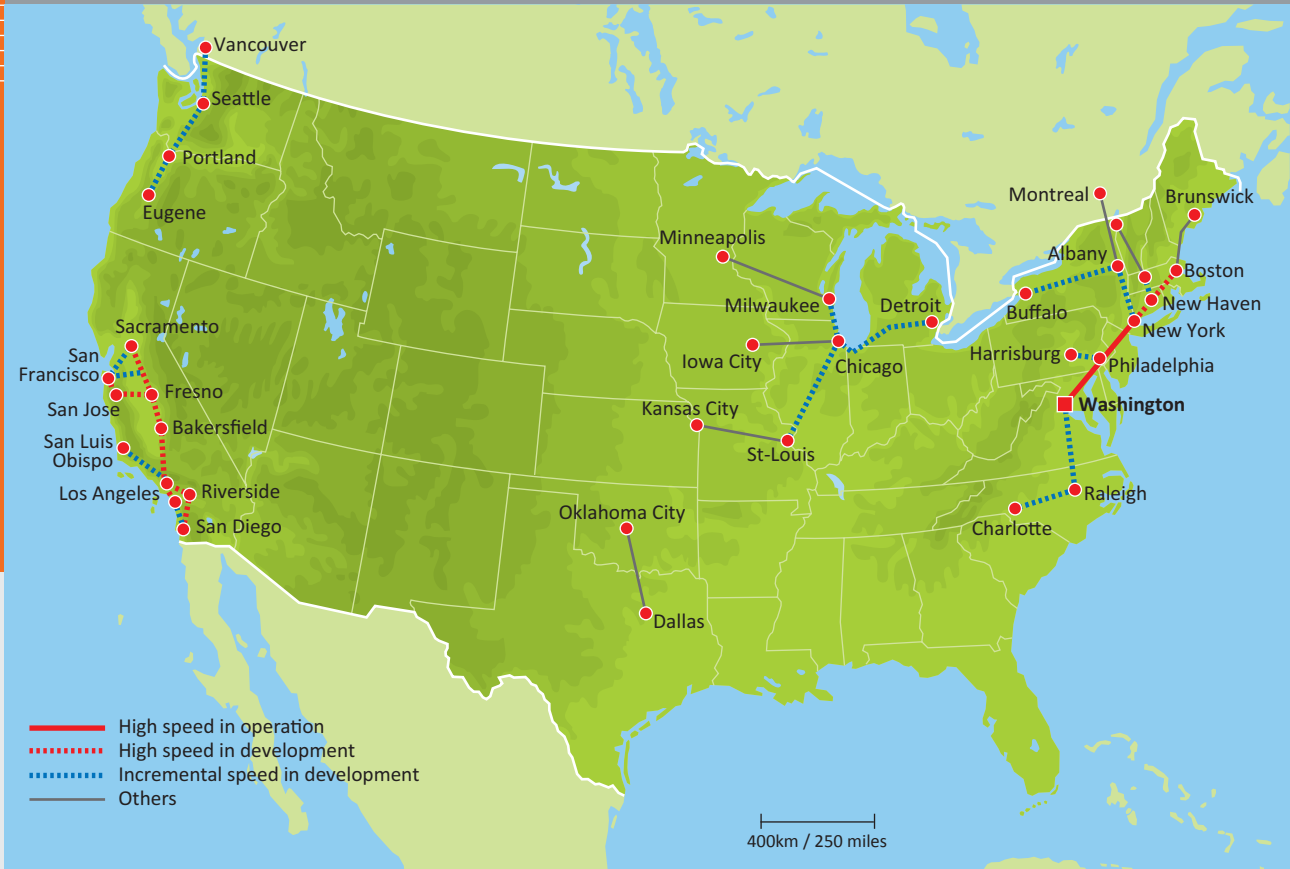 Vancouver
Seattle
Portland
Eugene
Montreal
Brunswick
Minneapolis
Albany
Boston
Milwaukee
Detroit
Buffalo
New Haven
New York
Sacramento
San
Francisco
Iowa City
Chicago
Harrisburg
Philadelphia
Fresno
San Jose
Kansas City
Washington
Bakersfield
San Luis
Obispo
St-Louis
Los Angeles
Riverside
Raleigh
Oklahoma City
San Diego
Charlotte
Dallas
High speed in operation
High speed in development
Incremental speed in development
Others
400km / 250 miles